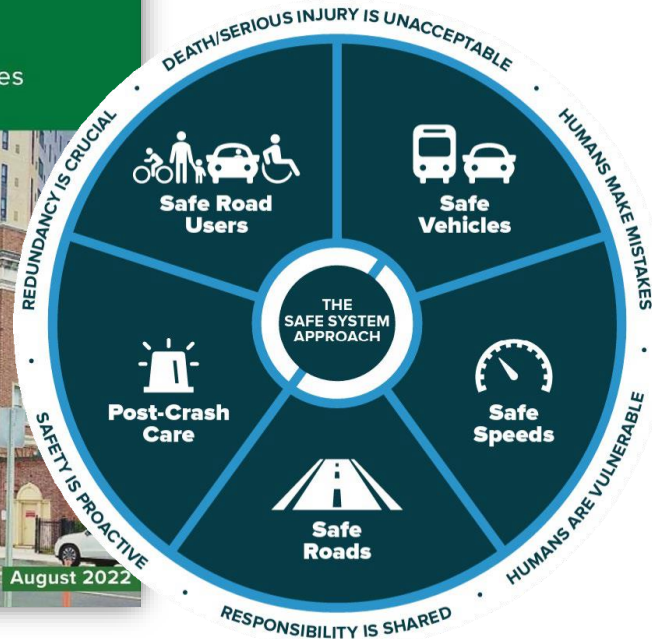 es
DEATH/SERIOUS INJURY IS UNACCEPTABLE
HUMANS MAKE MISTAKES
HUMANS ARE VULNERABLE
RESPONSIBILITY IS SHARED
SAFETY IS PROACTIVE
REDUNDANCY IS CRUCIAL
Safe Road
Users
Safe
Vehicles
THE
SAFE SYSTEM
APPROACH
Post-Crash
Care
Safe
Speeds
Safe
Roads
August 2022